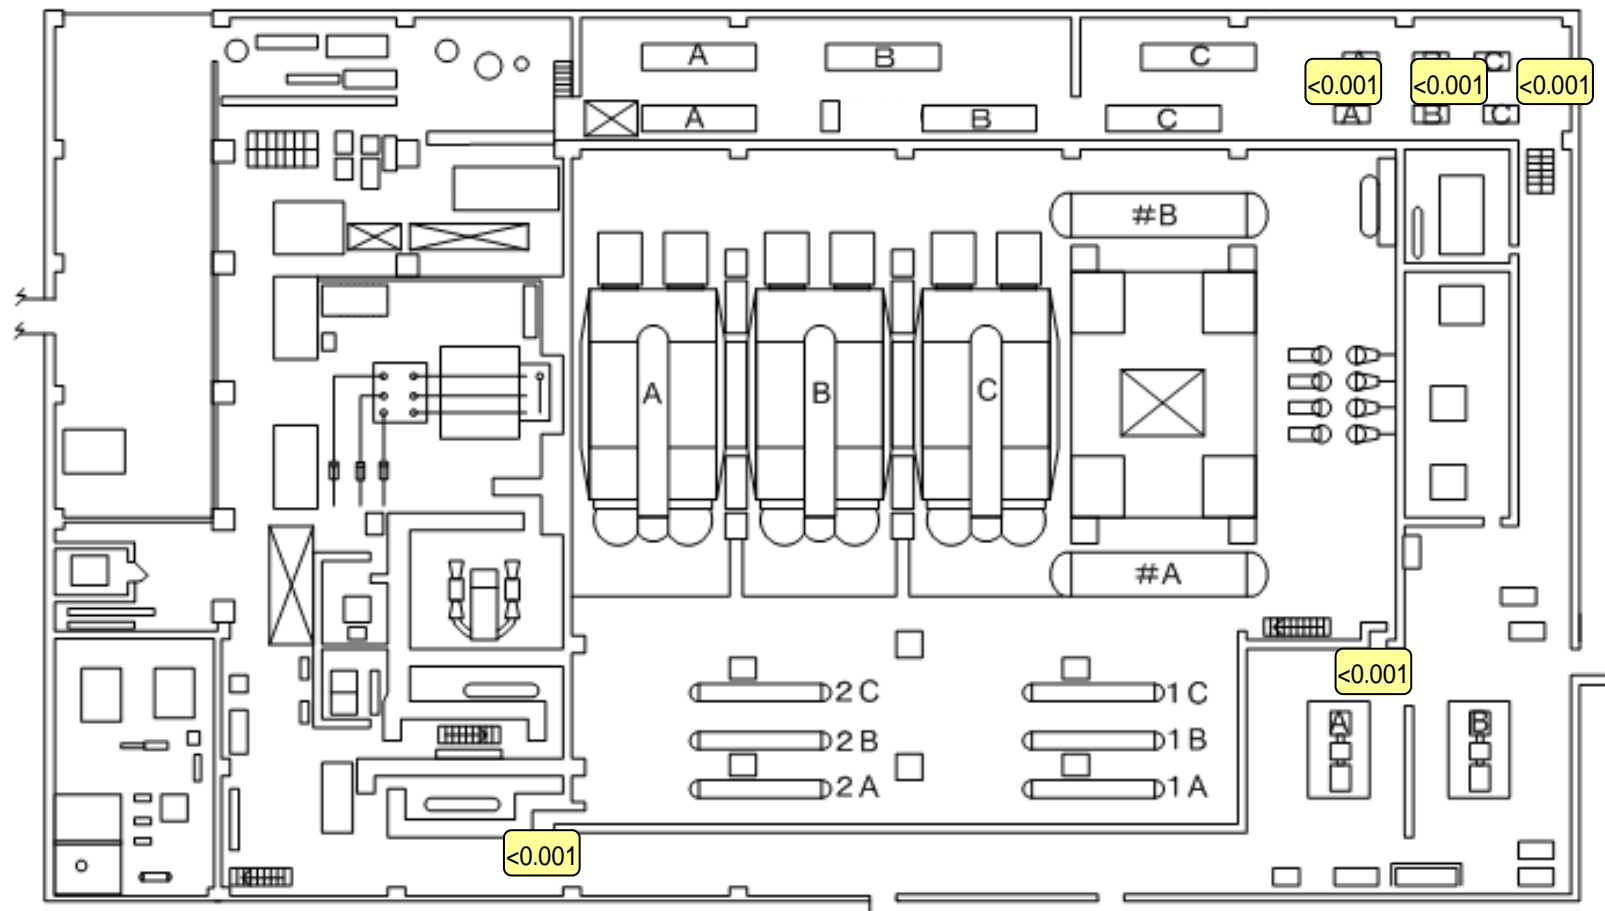 A B C A B C
<0.001 <0.001 <0.001
A B C A B C
#B
A B C
#A
2C 1C
<0.001
2B 1B
2A 1A
A B
<0.001